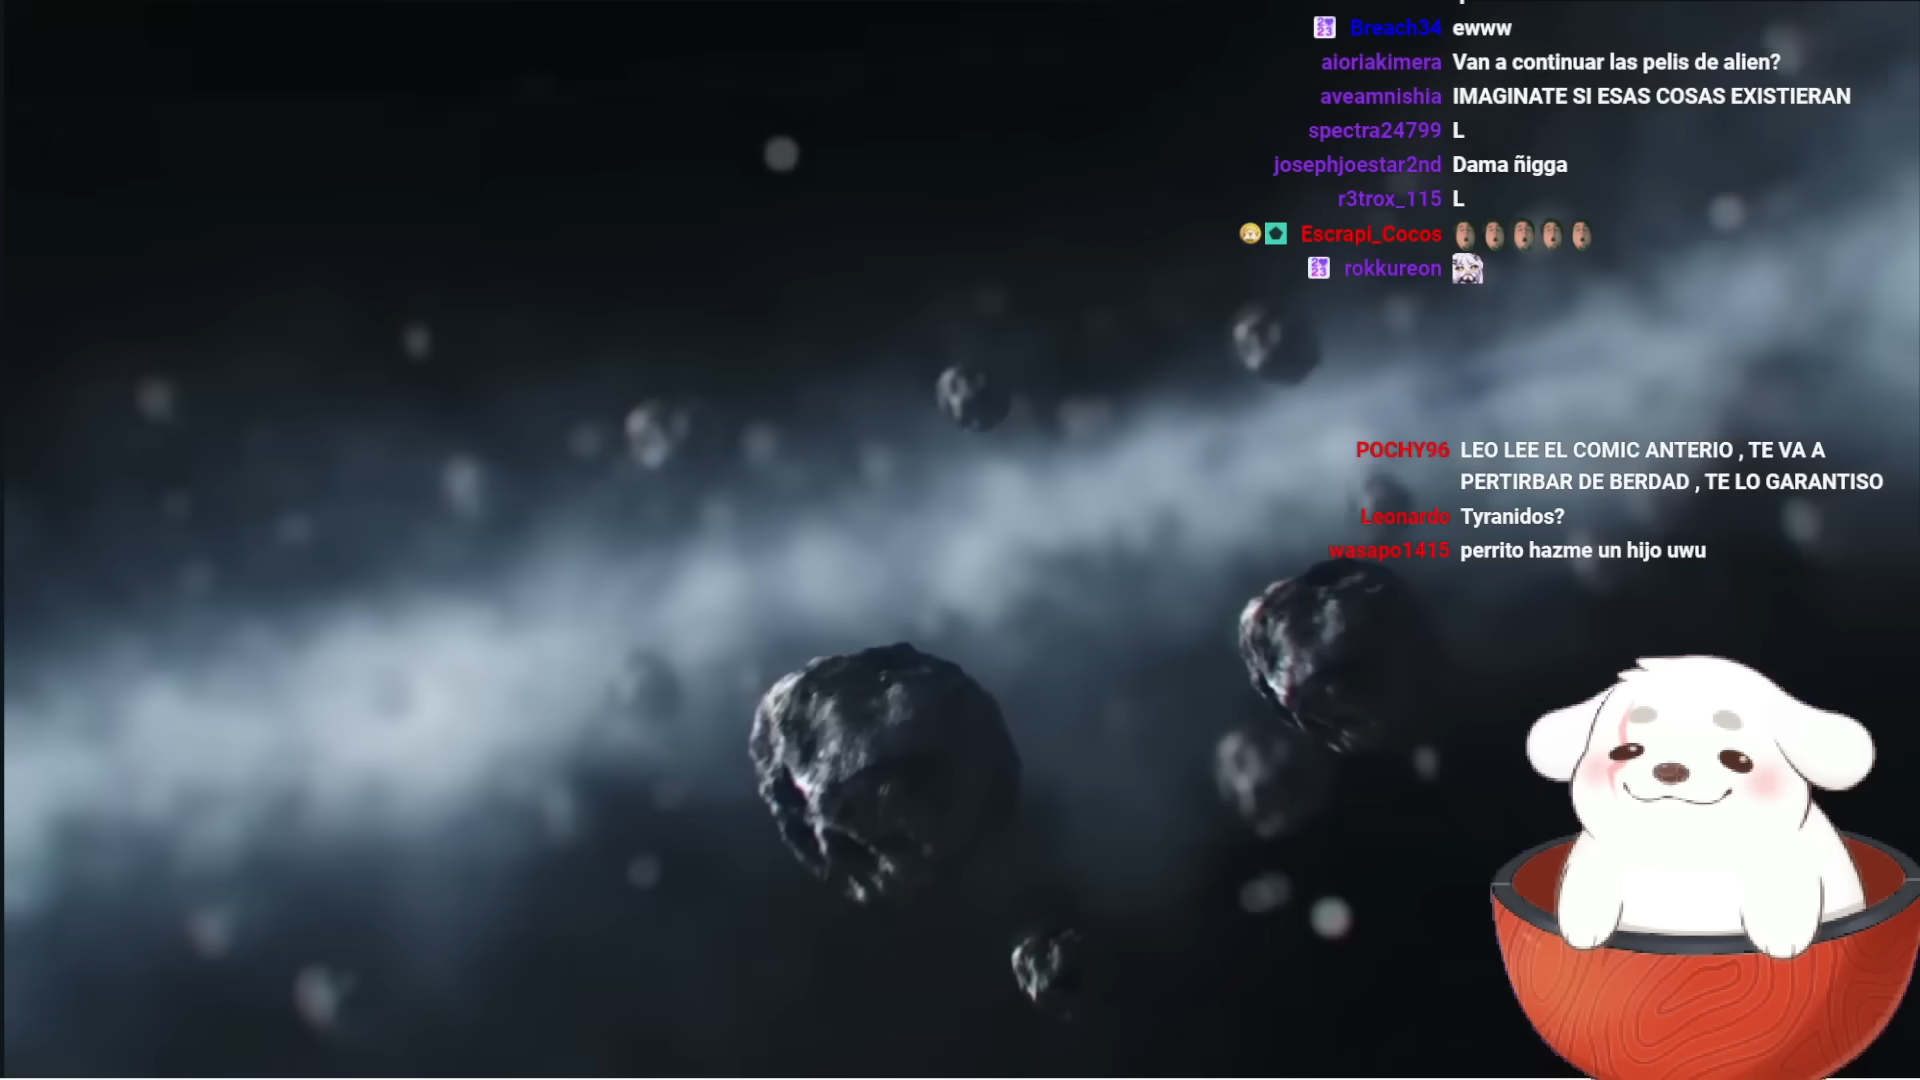 Breach34 ewww
aioriakimera Van a continuar las pelis de alien?
aveamnishia IMAGINATE SI ESAS COSAS EXISTIERAN
spectra24799 L
josephjoestar2nd Dama ñigga
r3trox_115 L
Escrapi_Cocos
rokkureon
POCHY96 LEO LEE EL COMIC ANTERIO , TE VA A
PERTIRBAR DE BERDAD , TE LO GARANTISO
Leonardo Tyranidos?
wasapo1415 perrito hazme un hijo uwu